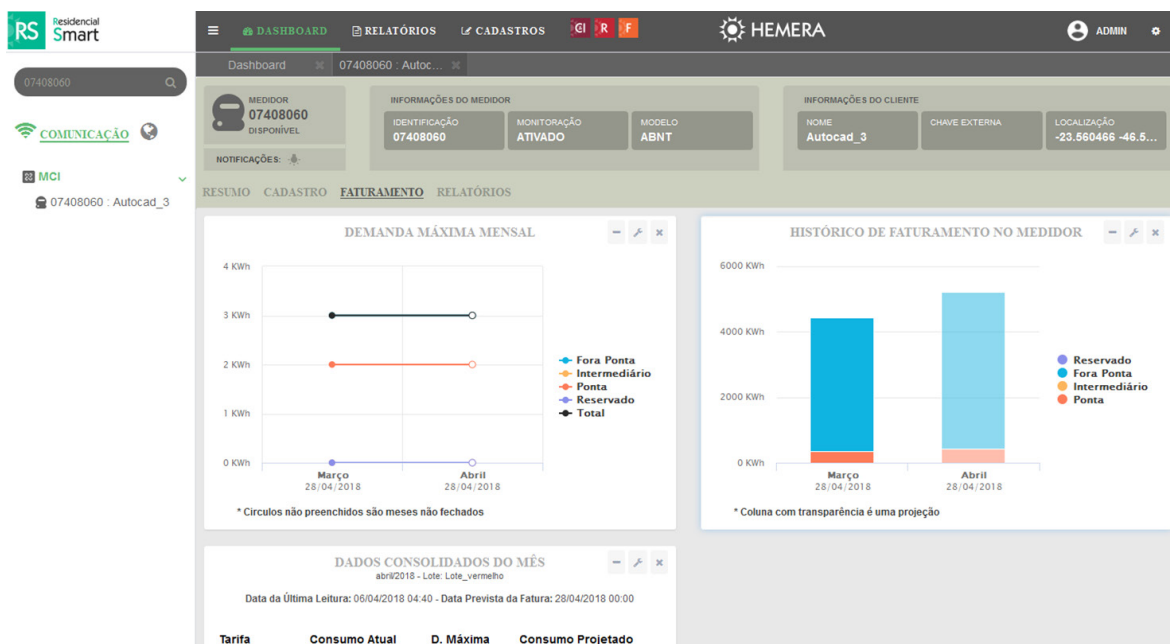 RS Residencial Smart
DASHBOARD RELATÓRIOS CADASTROS CI R F HEMERA ADMIN
Dashboard 07408060 : Autoc...
07408060
COMUNICAÇÃO
MCI
07408060 : Autocad_3
MEDIDOR
07408060
DISPONÍVEL
NOTIFICAÇÕES:
INFORMAÇÕES DO MEDIDOR
IDENTIFICAÇÃO
07408060
MONITORAÇÃO
ATIVADO
MODELO
ABNT
INFORMAÇÕES DO CLIENTE
NOME
Autocad_3
CHAVE EXTERNA
LOCALIZAÇÃO
-23.560466 -46.5...
RESUMO CADASTRO FATURAMENTO RELATÓRIOS
DEMANDA MÁXIMA MENSAL
4 KWh
3 KWh
2 KWh
1 KWh
0 KWh
Março
28/04/2018
Abril
28/04/2018
Fora Ponta
Intermediário
Ponta
Reservado
Total
* Circulos não preenchidos são meses não fechados
HISTÓRICO DE FATURAMENTO NO MEDIDOR
6000 KWh
4000 KWh
2000 KWh
0 KWh
Março
28/04/2018
Abril
28/04/2018
Reservado
Fora Ponta
Intermediário
Ponta
* Coluna com transparência é uma projeção
DADOS CONSOLIDADOS DO MÊS
abril/2018 - Lote: Lote_vermelho
Data da Última Leitura: 06/04/2018 04:40 - Data Prevista da Fatura: 28/04/2018 00:00
Tarifa Consumo Atual D. Máxima Consumo Projetado